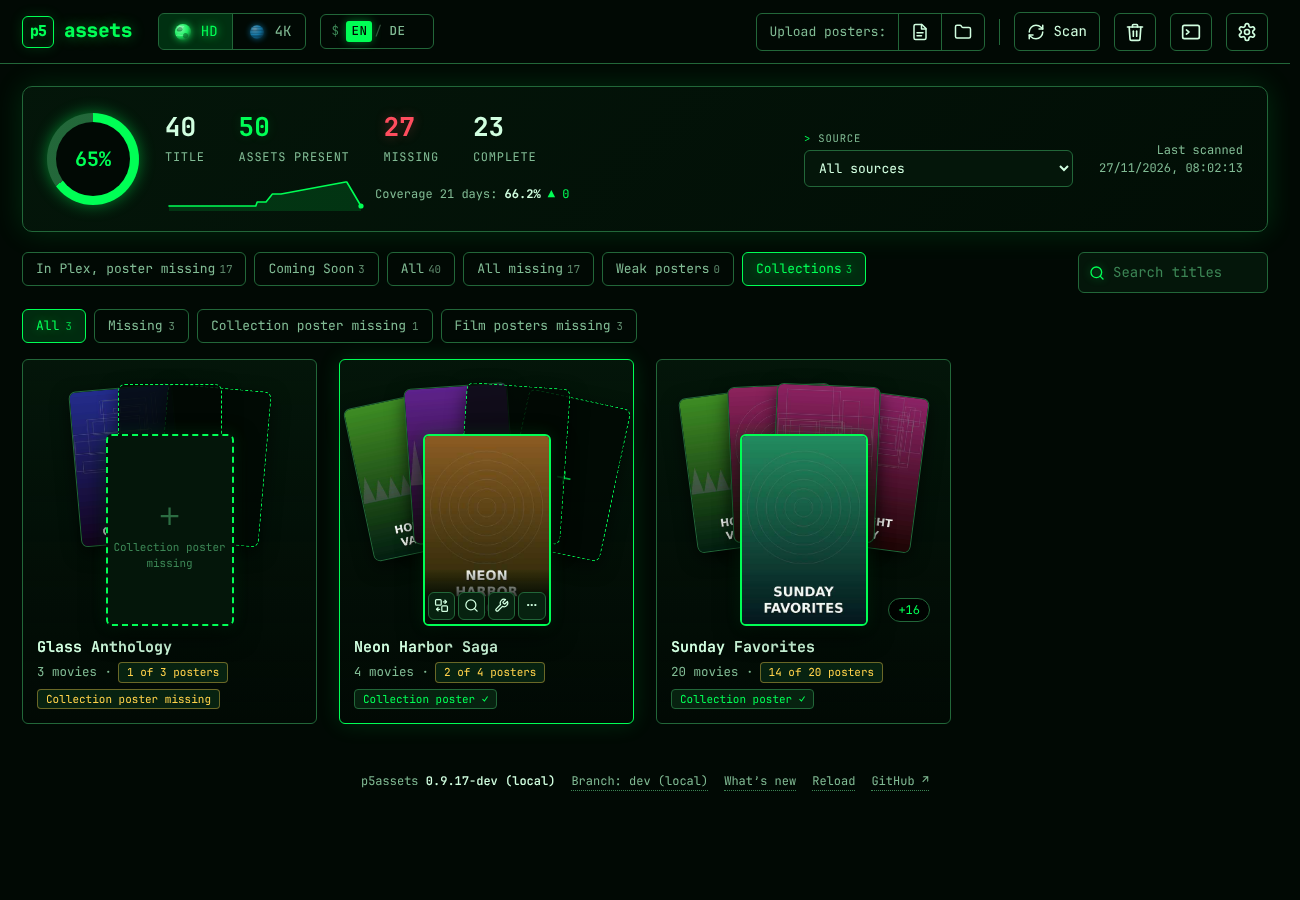 p5 assets HD 4K $ EN / DE Upload posters: Scan
65%
40 50 27 23
TITLE ASSETS PRESENT MISSING COMPLETE
Coverage 21 days: 66.2% ▲ 0
> SOURCE
All sources
Last scanned
27/11/2026, 08:02:13
In Plex, poster missing 17 Coming Soon 3 All 40 All missing 17 Weak posters 0 Collections 3
Search titles
All 3 Missing 3 Collection poster missing 1 Film posters missing 3
+
Collection poster
missing
NEON
HARBOR
SUNDAY
FAVORITES
+16
Glass Anthology
3 movies · 1 of 3 posters
Collection poster missing
Neon Harbor Saga
4 movies · 2 of 4 posters
Collection poster ✓
Sunday Favorites
20 movies · 14 of 20 posters
Collection poster ✓
p5assets 0.9.17-dev (local) Branch: dev (local) What's new Reload GitHub ↗